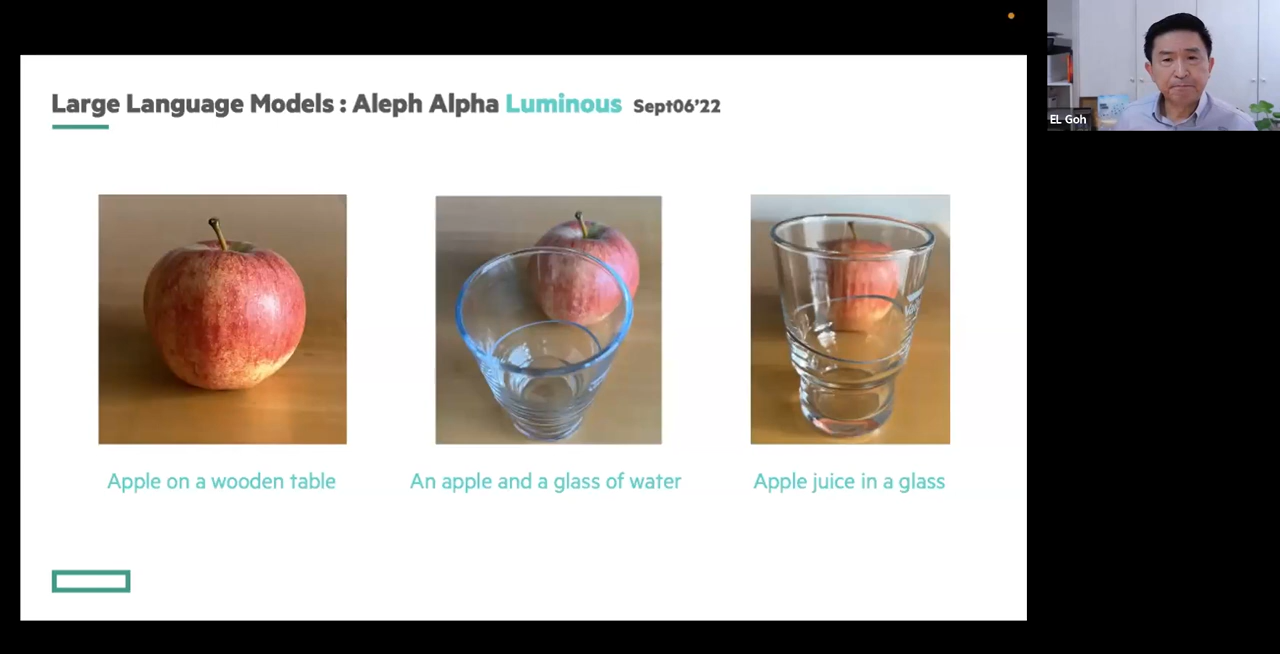 Large Language Models : Aleph Alpha Luminous Sept06'22
Apple on a wooden table
An apple and a glass of water
Apple juice in a glass
EL Goh